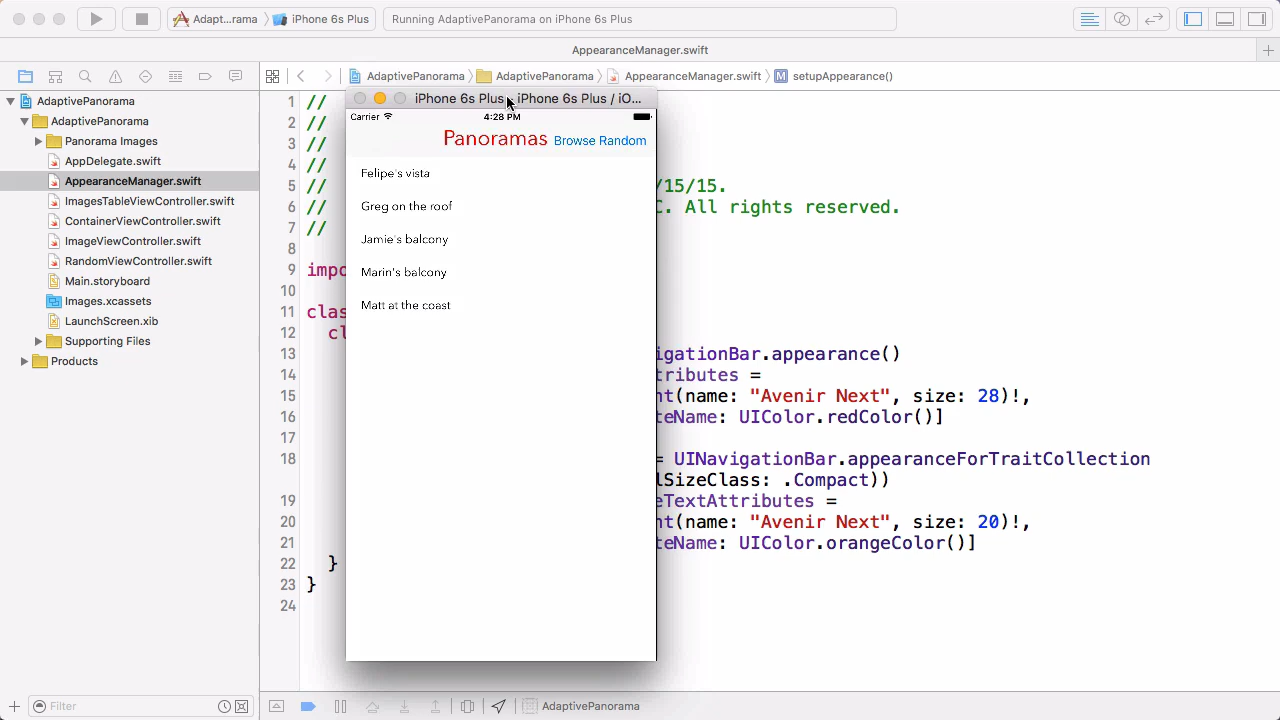 Adapt...rama
iPhone 6s Plus
Running AdaptivePanorama on iPhone 6s Plus
AppearanceManager.swift
AdaptivePanorama
AdaptivePanorama
AppearanceManager.swift
M
setupAppearance()
AdaptivePanorama
AdaptivePanorama
Panorama Images
AppDelegate.swift
AppearanceManager.swift
ImagesTableViewController.swift
ContainerViewController.swift
ImageViewController.swift
RandomViewController.swift
Main.storyboard
Images.xcassets
LaunchScreen.xib
Supporting Files
Products
Filter
iPhone 6s Plus - iPhone 6s Plus / iO...
Carrier
4:28 PM
Panoramas
Browse Random
Felipe's vista
Greg on the roof
Jamie's balcony
Marin's balcony
Matt at the coast
1 //
2 //
3 //
4 //
5 // /15/15.
6 // C. All rights reserved.
7 //
8
9 impo
10
11 clas
12 cl
13 igationBar.appearance()
14 tributes =
15 nt(name: "Avenir Next", size: 28)!,
16 teName: UIColor.redColor()]
17
18 = UINavigationBar.appearanceForTraitCollection
lSizeClass: .Compact))
19 eTextAttributes =
20 nt(name: "Avenir Next", size: 20)!,
21 teName: UIColor.orangeColor()]
22 }
23 }
24
AdaptivePanorama